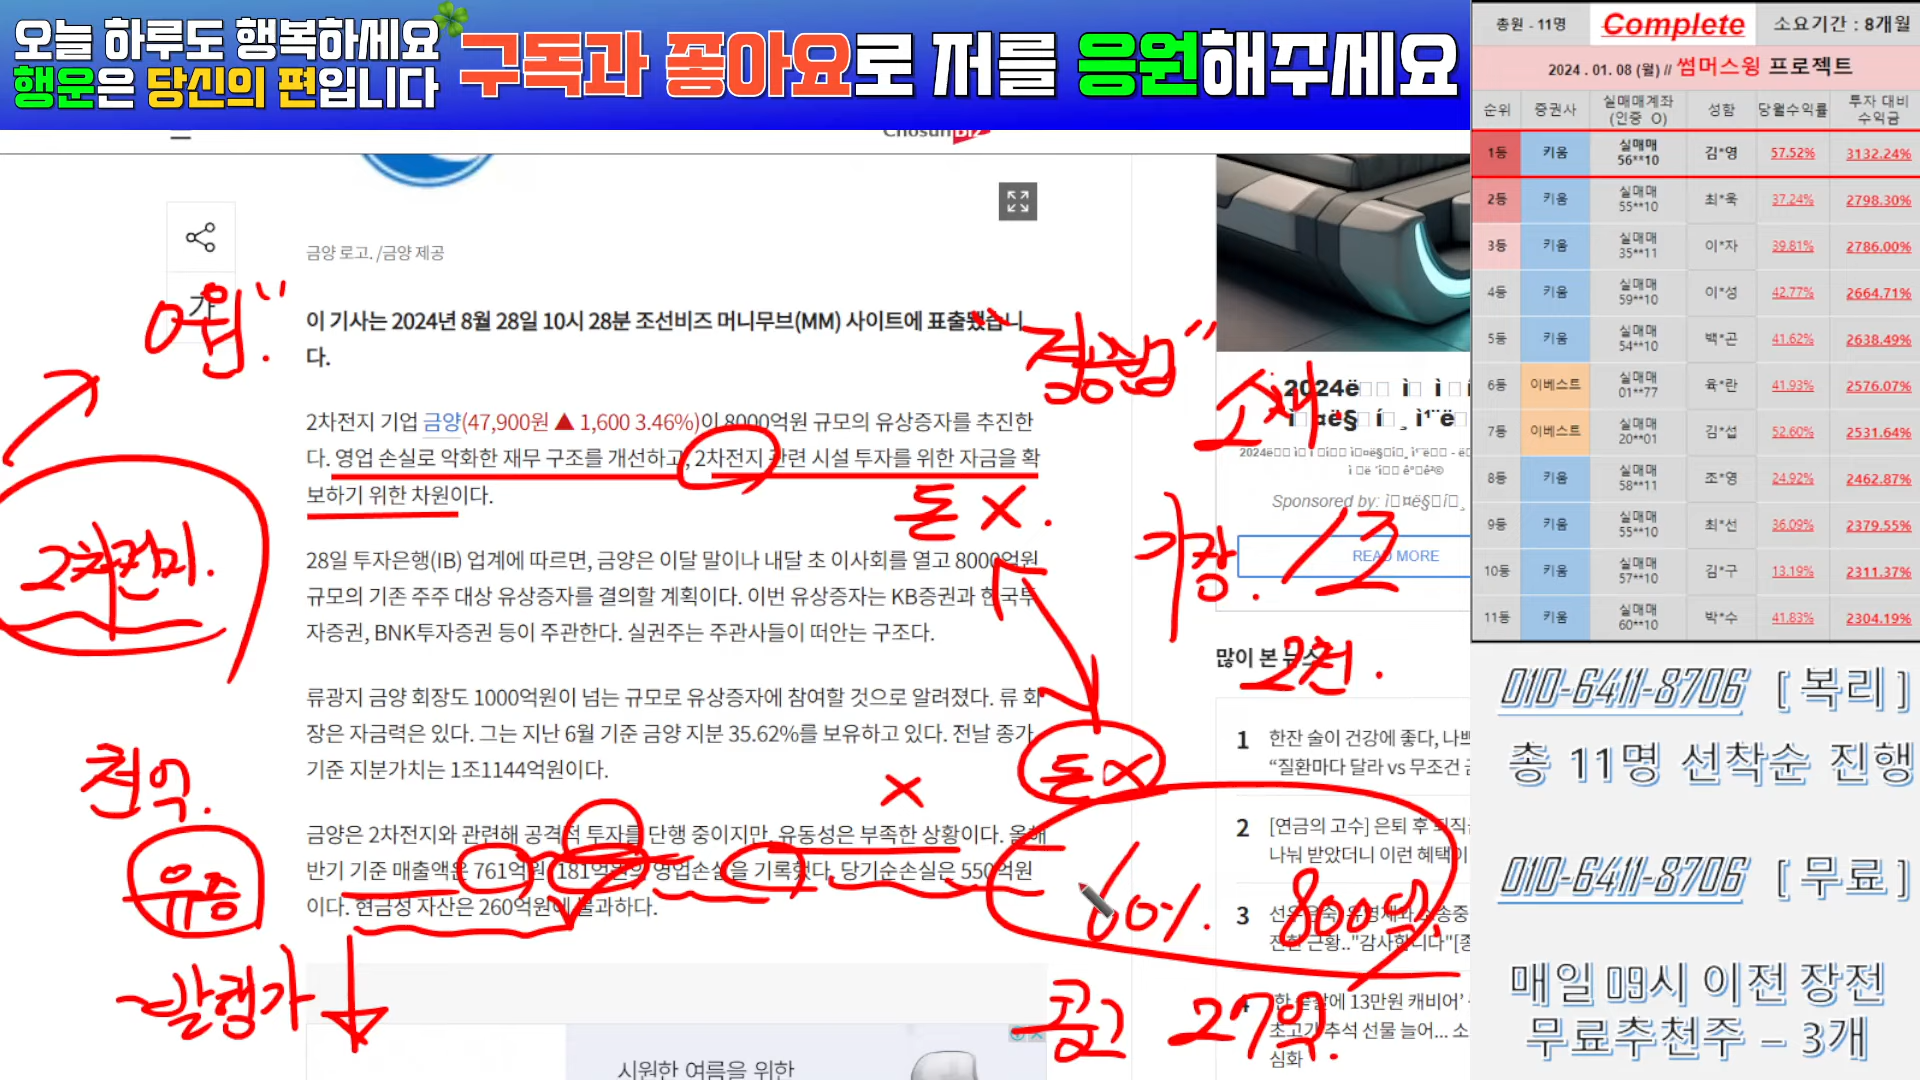 오늘 하루도 행복하세요
행운은 당신의 편입니다
구독과 좋아요로 저를 응원해주세요
금양 로고. /금양 제공
가
이 기사는 2024년 8월 28일 10시 28분 조선비즈 머니무브(MM) 사이트에 표출됐습니
다.
2차전지 기업 금양(47,900원 ▲ 1,600 3.46%)이 8000억원 규모의 유상증자를 추진한
다. 영업 손실로 악화한 재무 구조를 개선하고, 2차전지 관련 시설 투자를 위한 자금을 확
보하기 위한 차원이다.
28일 투자은행(IB) 업계에 따르면, 금양은 이달 말이나 내달 초 이사회를 열고 8000억원
규모의 기존 주주 대상 유상증자를 결의할 계획이다. 이번 유상증자는 KB증권과 한국투
자증권, BNK투자증권 등이 주관한다. 실권주는 주관사들이 떠안는 구조다.
류광지 금양 회장도 1000억원이 넘는 규모로 유상증자에 참여할 것으로 알려졌다. 류 회
장은 자금력은 있다. 그는 지난 6월 기준 금양 지분 35.62%를 보유하고 있다. 전날 종가
기준 지분가치는 1조1144억원이다.
금양은 2차전지와 관련해 공격적 투자를 단행 중이지만, 유동성은 부족한 상황이다. 올해
반기 기준 매출액은 761억원, 181억원의 영업손실을 기록했다. 당기순손실은 550억원
이다. 현금성 자산은 260억원에 불과하다.
시원한 여름을 위한
2차전지.
천억.
유증
발행가
돈 X.
돈 X
소재.
가장. 13
2천.
60%. 800억.
공고 27억.
Sponsored by:
READ MORE
많이 본 뉴스
1 한잔 술이 건강에 좋다, 나쁘
“질환마다 달라 vs 무조건 금
2 [연금의 고수] 은퇴 후
나눠 받았더니 이런 혜택이
3
진한 근황.."감사합니다"[종
4 13만원 캐비어’
초고가 추석 선물 늘어... 소
심화
총원 - 11명 Complete 소요기간 : 8개월
2024 . 01. 08 (월) // 썸머스윙 프로젝트
순위 증권사 실매매계좌 (인증 O) 성함 당월수익률 투자 대비 수익금
1등 키움 실매매 56**10 김*영 57.52% 3132.24%
2등 키움 실매매 55**10 최*욱 37.24% 2798.30%
3등 키움 실매매 35**11 이*자 39.81% 2786.00%
4등 키움 실매매 59**10 이*성 42.77% 2664.71%
5등 키움 실매매 54**10 백*곤 41.62% 2638.49%
6등 이베스트 실매매 01**77 육*란 41.93% 2576.07%
7등 이베스트 실매매 20**01 김*섭 52.60% 2531.64%
8등 키움 실매매 58**11 조*영 24.92% 2462.87%
9등 키움 실매매 55**10 최*선 36.09% 2379.55%
10등 키움 실매매 57**10 김*구 13.19% 2311.37%
11등 키움 실매매 60**10 박*수 41.83% 2304.19%
010-6411-8706 [ 복리 ]
총 11명 선착순 진행
010-6411-8706 [ 무료 ]
매일 09시 이전 장전
무료추천주 – 3개